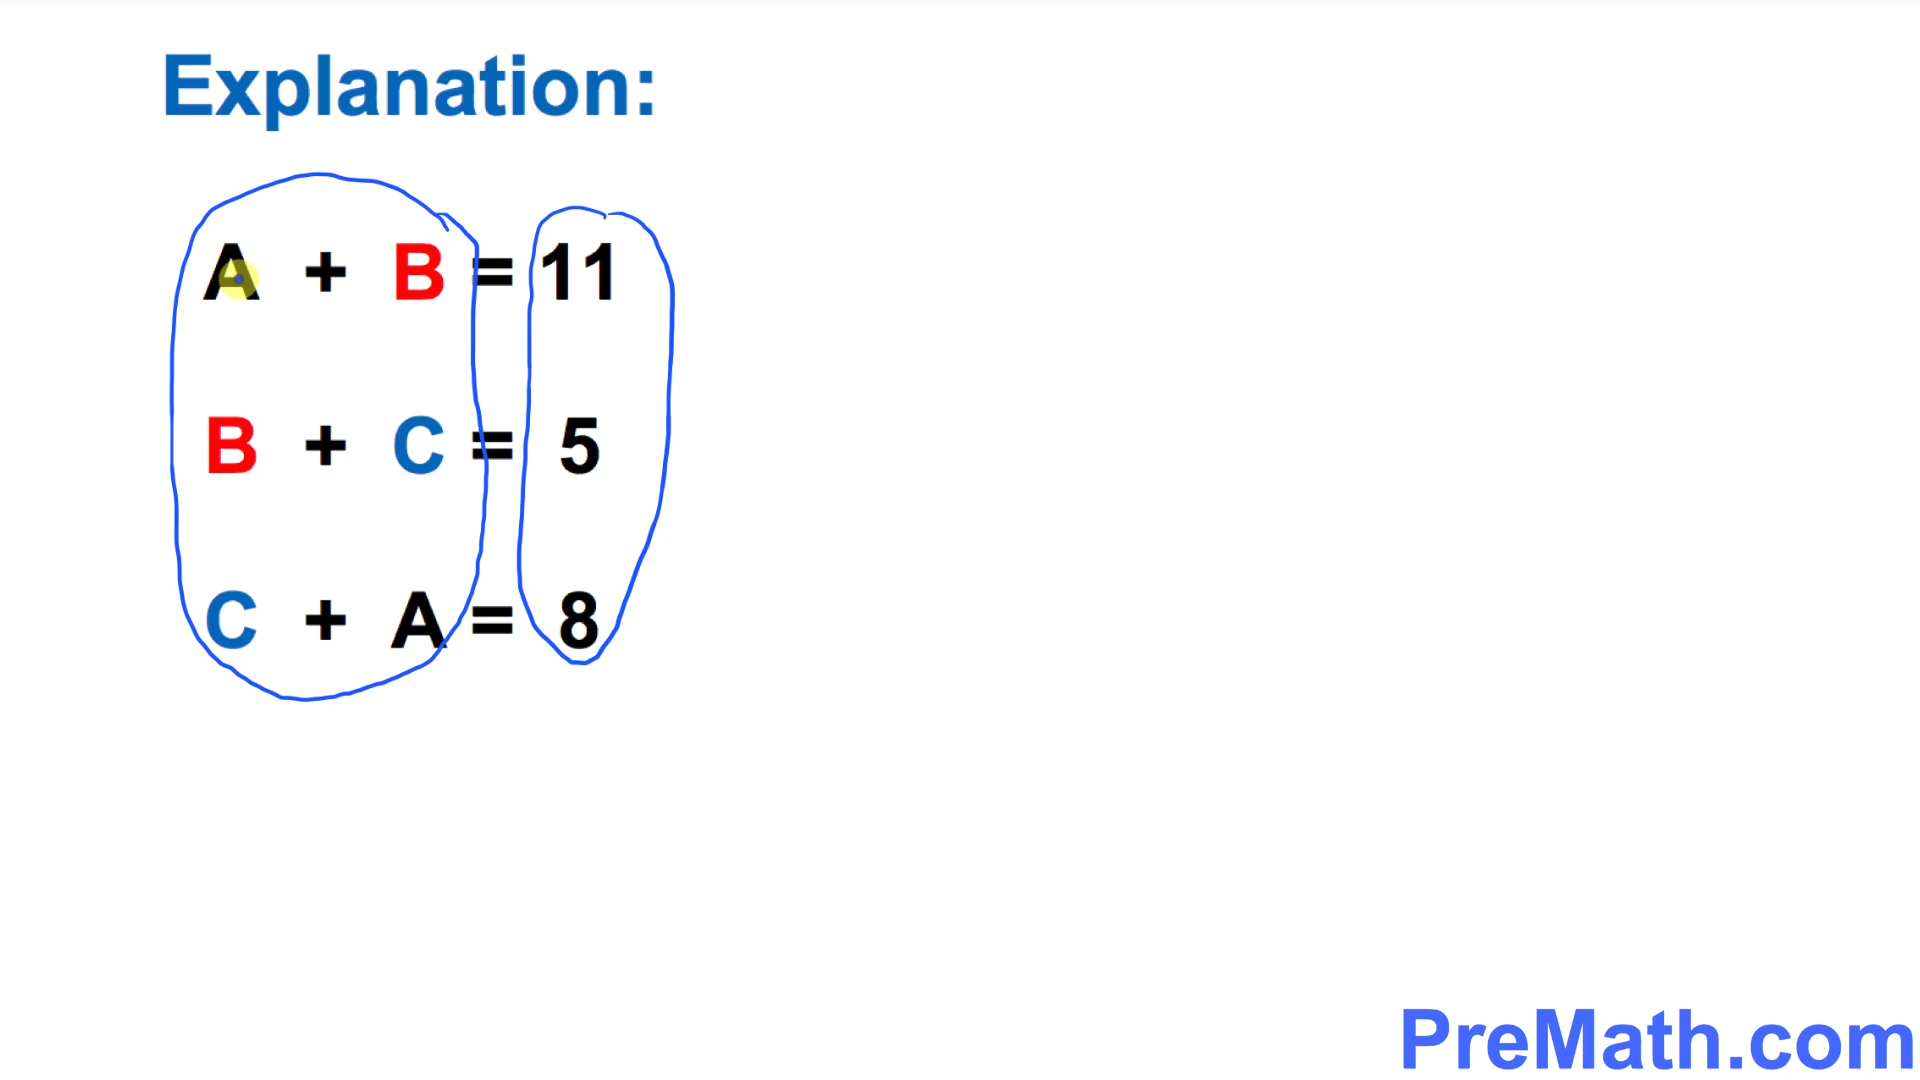 Explanation:
A + B = 11
B + C = 5
C + A = 8
PreMath.com